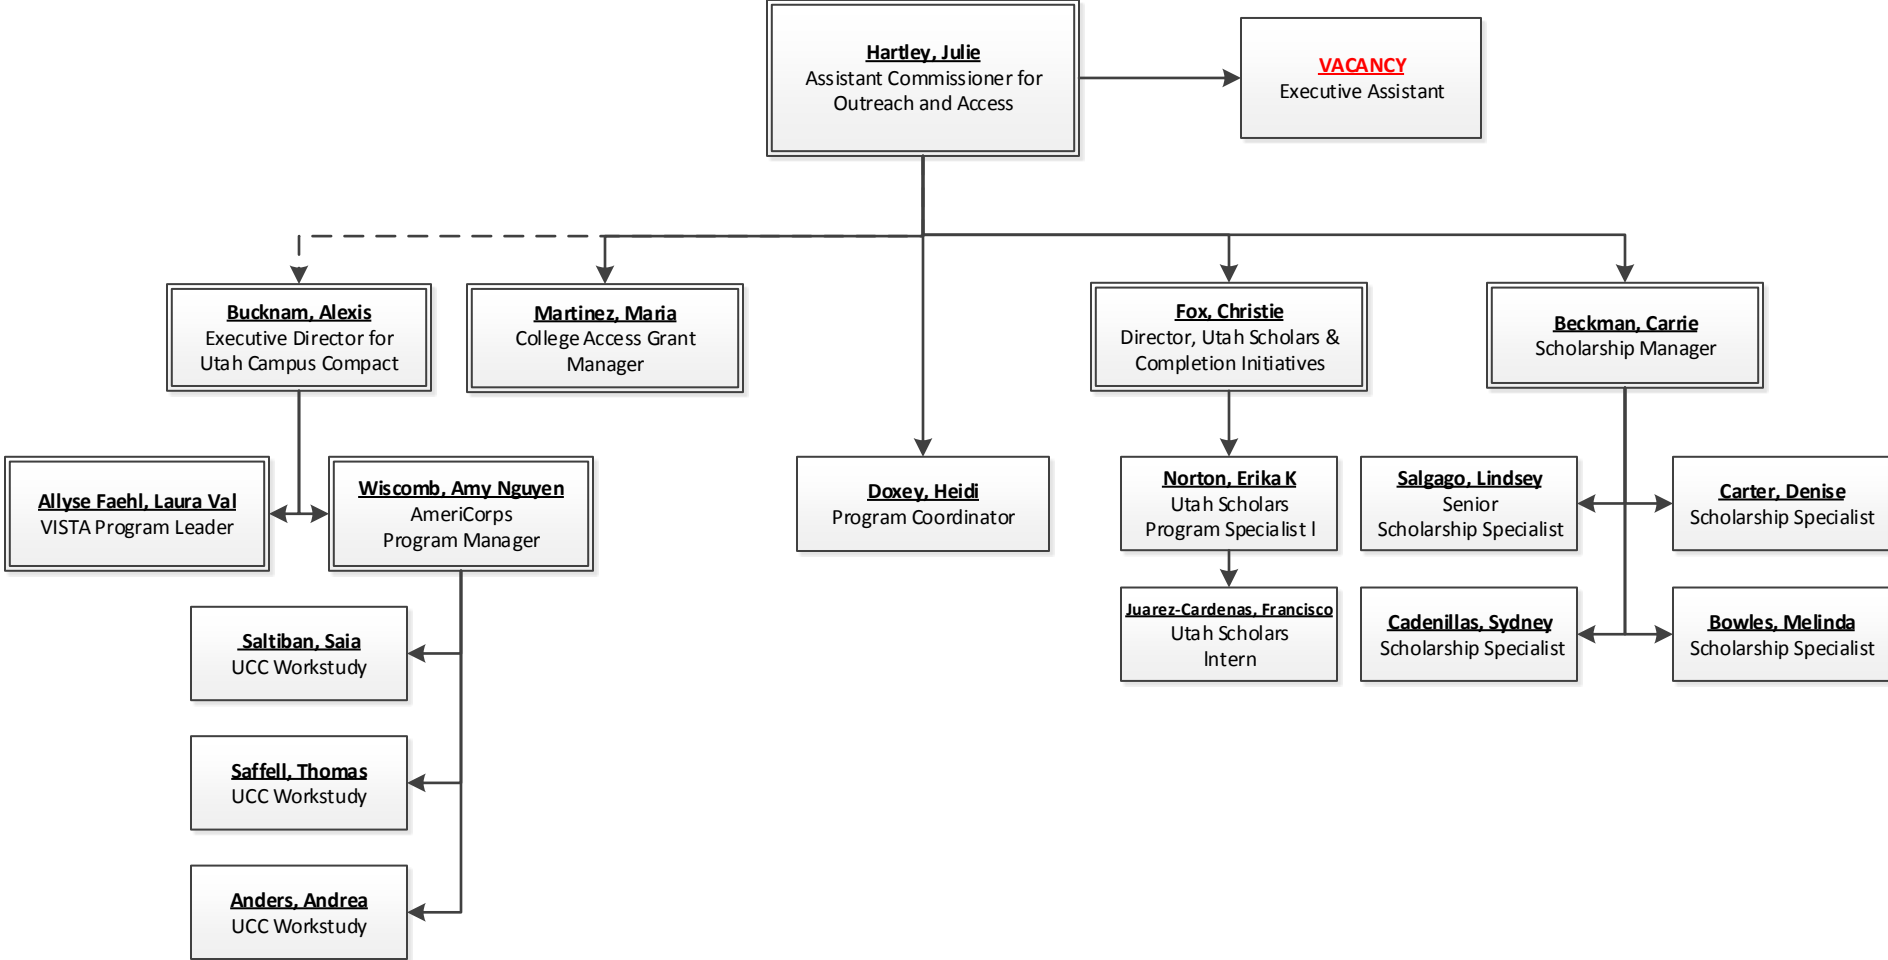 Hartley, Julie
Assistant Commissioner for
Outreach and Access
VACANCY
Executive Assistant
Bucknam, Alexis
Executive Director for
Utah Campus Compact
Martinez, Maria
College Access Grant
Manager
Fox, Christie
Director, Utah Scholars &
Completion Initiatives
Beckman, Carrie
Scholarship Manager
Allyse Faehl, Laura Val
VISTA Program Leader
Wiscomb, Amy Nguyen
AmeriCorps
Program Manager
Doxey, Heidi
Program Coordinator
Norton, Erika K
Utah Scholars
Program Specialist I
Salgago, Lindsey
Senior
Scholarship Specialist
Carter, Denise
Scholarship Specialist
Juarez-Cardenas, Francisco
Utah Scholars
Intern
Cadenillas, Sydney
Scholarship Specialist
Bowles, Melinda
Scholarship Specialist
Saltiban, Saia
UCC Workstudy
Saffell, Thomas
UCC Workstudy
Anders, Andrea
UCC Workstudy